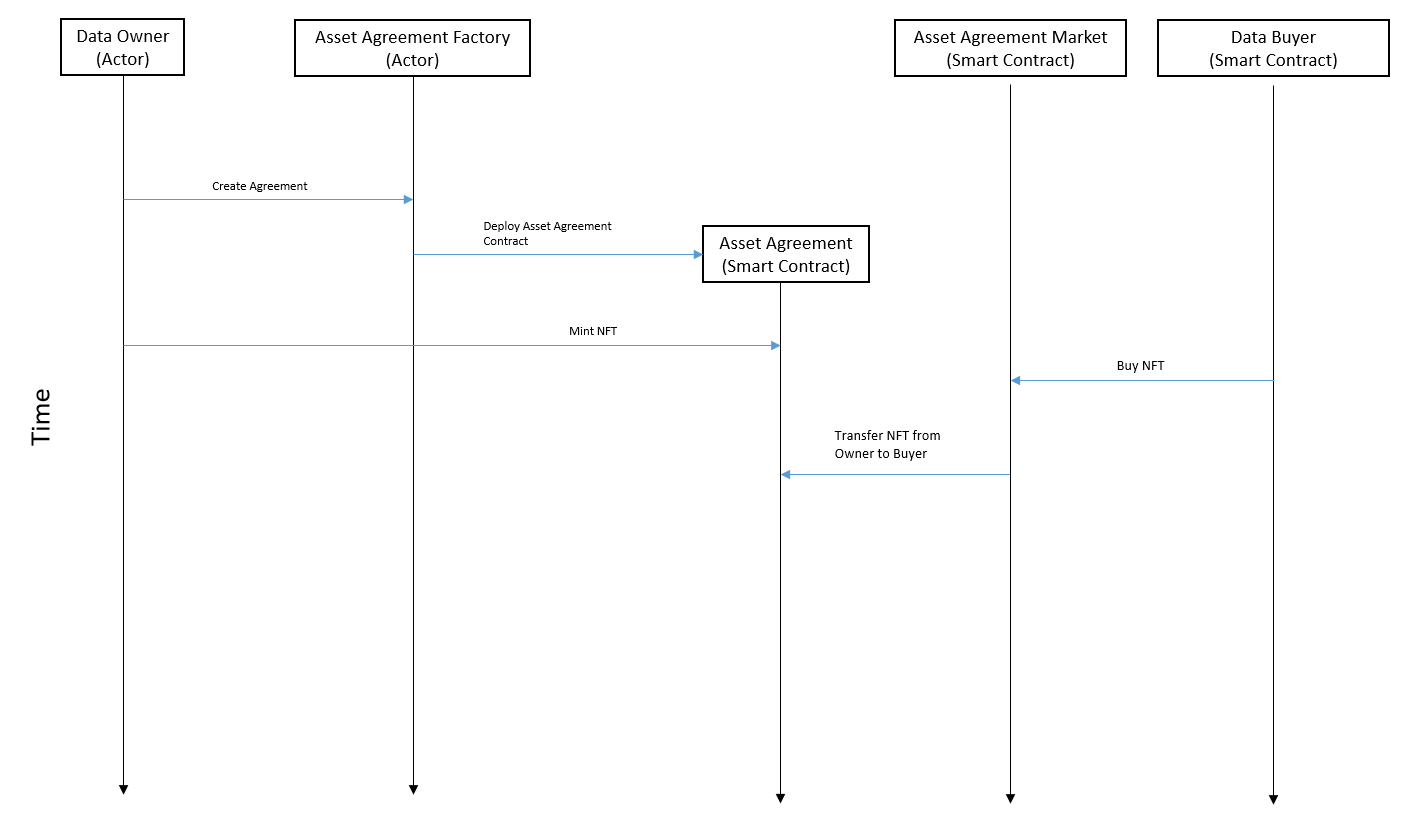 Data Owner
(Actor)
Asset Agreement Factory
(Actor)
Asset Agreement Market
(Smart Contract)
Data Buyer
(Smart Contract)
Create Agreement
Deploy Asset Agreement
Contract
Asset Agreement
(Smart Contract)
Mint NFT
Buy NFT
Time
Transfer NFT from
Owner to Buyer